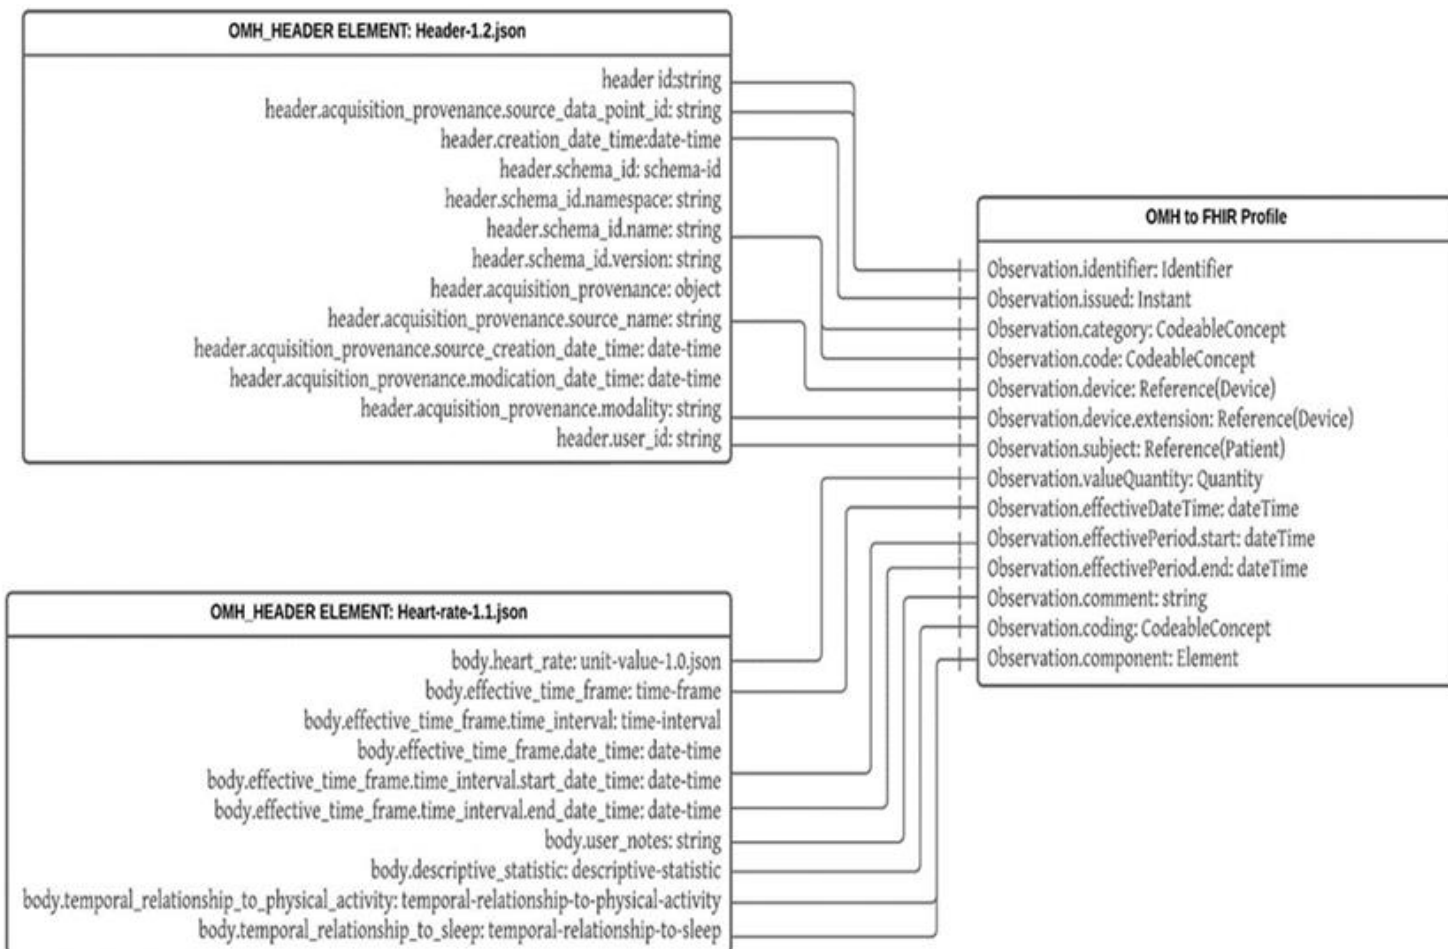 OMH_HEADER ELEMENT: Header-1.2.json
header id:string
header.acquisition_provenance.source_data_point_id: string
header.creation_date_time:date-time
header.schema_id: schema-id
header.schema_id.namespace: string
header.schema_id.name: string
header.schema_id.version: string
header.acquisition_provenance: object
header.acquisition_provenance.source_name: string
header.acquisition_provenance.source_creation_date_time: date-time
header.acquisition_provenance.modication_date_time: date-time
header.acquisition_provenance.modality: string
header.user_id: string
OMH to FHIR Profile
Observation.identifier: Identifier
Observation.issued: Instant
Observation.category: CodeableConcept
Observation.code: CodeableConcept
Observation.device: Reference(Device)
Observation.device.extension: Reference(Device)
Observation.subject: Reference(Patient)
Observation.valueQuantity: Quantity
Observation.effectiveDateTime: dateTime
Observation.effectivePeriod.start: dateTime
Observation.effectivePeriod.end: dateTime
Observation.comment: string
Observation.coding: CodeableConcept
Observation.component: Element
OMH_HEADER ELEMENT: Heart-rate-1.1.json
body.heart_rate: unit-value-1.0.json
body.effective_time_frame: time-frame
body.effective_time_frame.time_interval: time-interval
body.effective_time_frame.date_time: date-time
body.effective_time_frame.time_interval.start_date_time: date-time
body.effective_time_frame.time_interval.end_date_time: date-time
body.user_notes: string
body.descriptive_statistic: descriptive-statistic
body.temporal_relationship_to_physical_activity: temporal-relationship-to-physical-activity
body.temporal_relationship_to_sleep: temporal-relationship-to-sleep